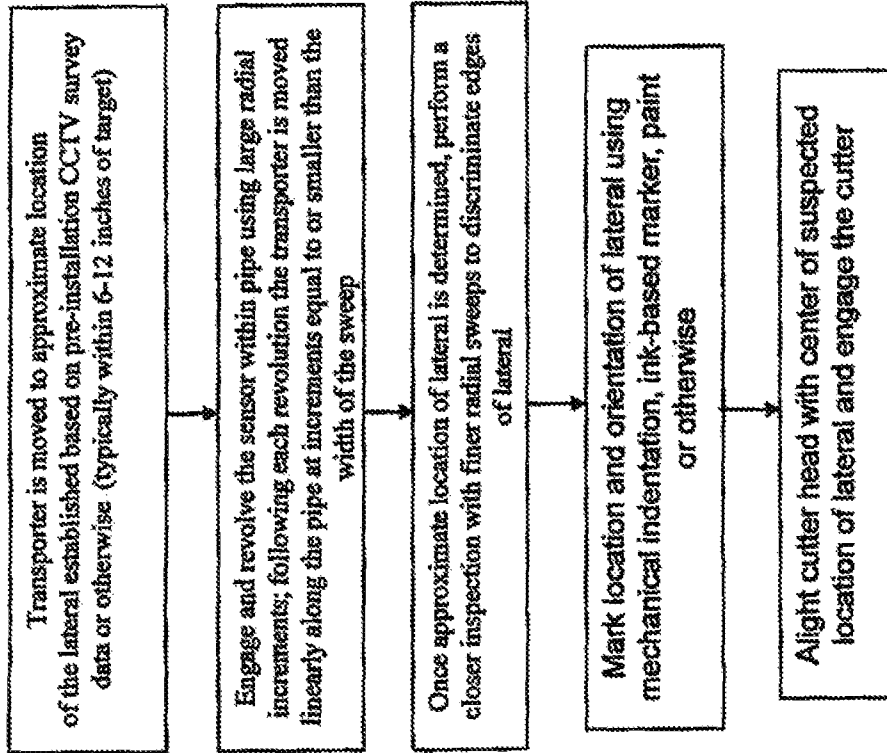 Transporter is moved to approximate location
of the lateral established based on pre-installation CCTV survey
data or otherwise (typically within 6-12 inches of target)
Engage and revolve the sensor within pipe using large radial
increments; following each revolution the transporter is moved
linearly along the pipe at increments equal to or smaller than the
width of the sweep
Once approximate location of lateral is determined, perform a
closer inspection with finer radial sweeps to discriminate edges
of lateral
Mark location and orientation of lateral using
mechanical indentation, ink-based marker, paint
or otherwise
Alight cutter head with center of suspected
location of lateral and engage the cutter